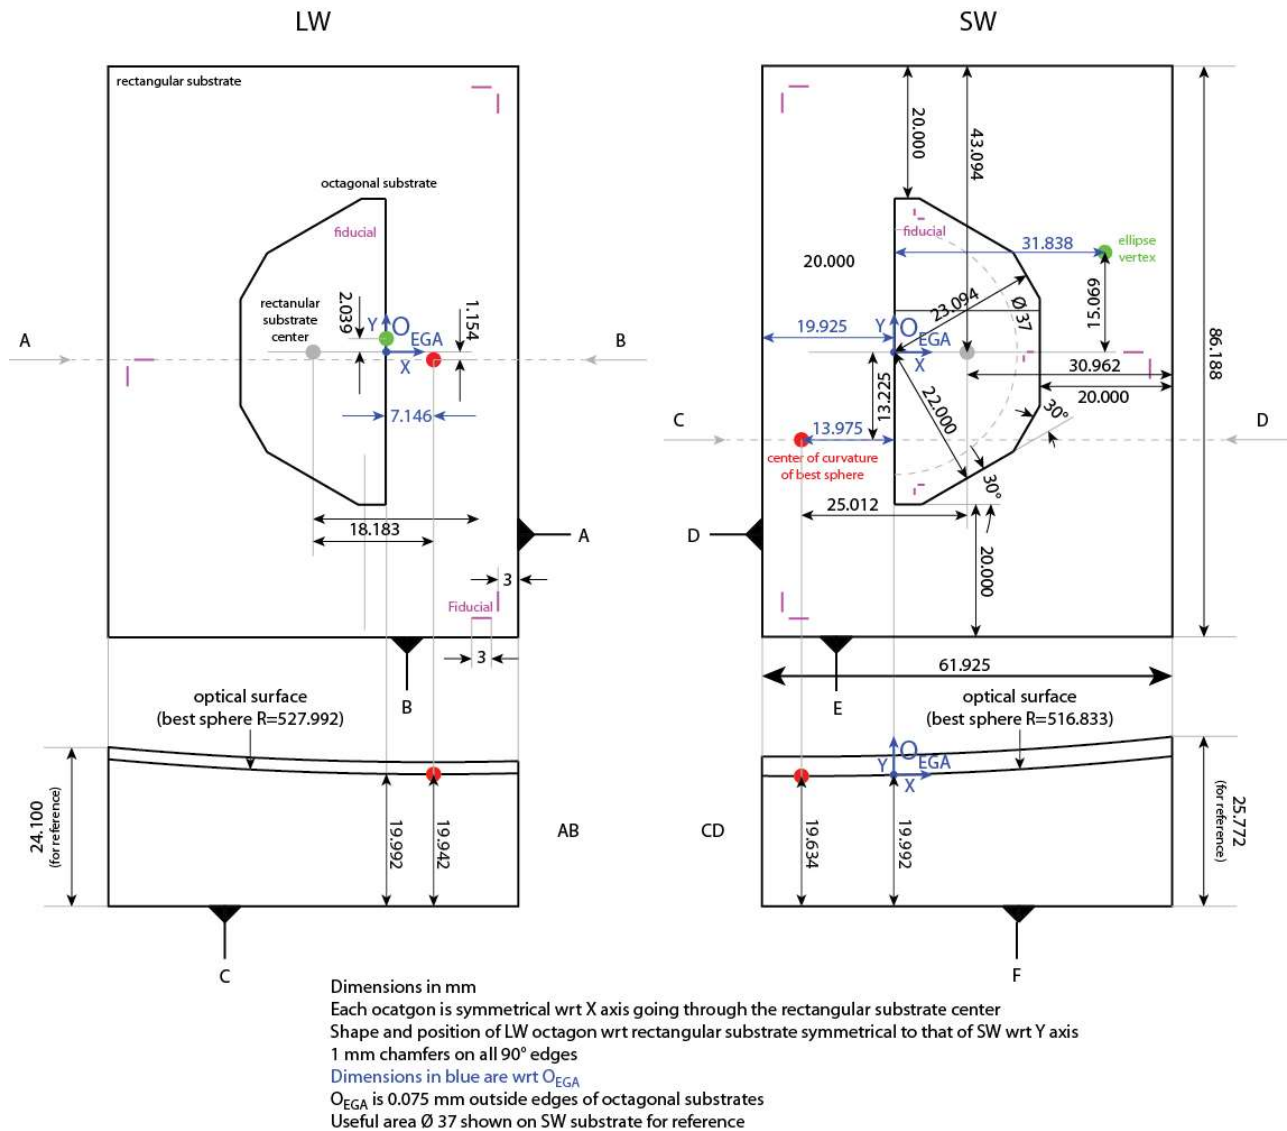 LW
SW
rectangular substrate
octagonal substrate
fiducial
rectanular
substrate
center
2.039
Y
O EGA
X
1.154
7.146
A
B
18.183
A
3
Fiducial
3
B
20.000
43.094
fiducial
31.838
ellipse
vertex
20.000
23.094
Ø 37
15.069
86.188
19.925
Y
O EGA
X
30.962
20.000
13.225
22.000
30°
C
13.975
D
center of curvature
of best sphere
30°
25.012
D
20.000
61.925
E
optical surface
(best sphere R=527.992)
24.100
(for reference)
19.992
19.942
AB
C
optical surface
(best sphere R=516.833)
O EGA
Y
X
CD
19.634
19.992
25.772
(for reference)
F
Dimensions in mm
Each ocatgon is symmetrical wrt X axis going through the rectangular substrate center
Shape and position of LW octagon wrt rectangular substrate symmetrical to that of SW wrt Y axis
1 mm chamfers on all 90° edges
Dimensions in blue are wrt O EGA
O EGA is 0.075 mm outside edges of octagonal substrates
Useful area Ø 37 shown on SW substrate for reference